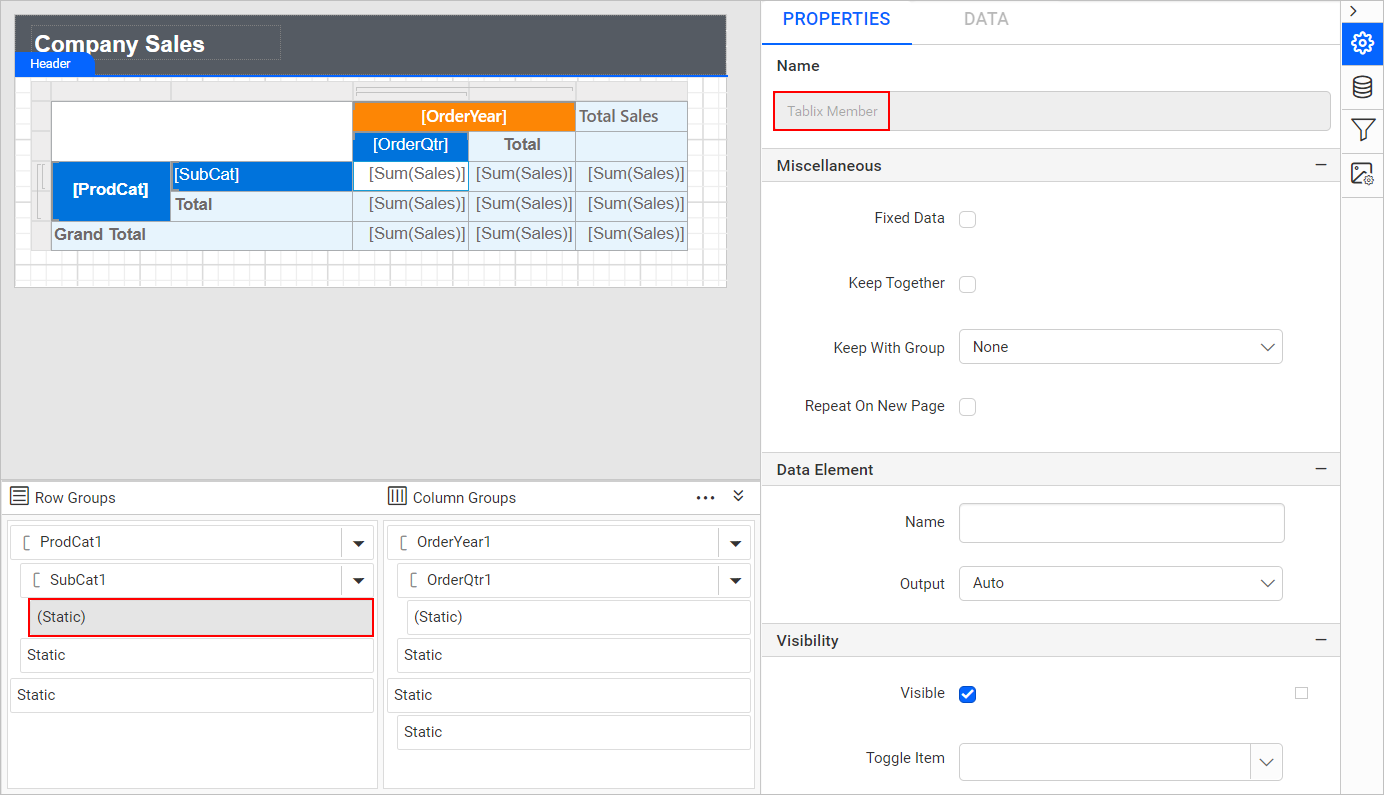 Company Sales
Header
[OrderYear] Total Sales
[OrderQtr] Total
[ProdCat] [SubCat] [Sum(Sales)] [Sum(Sales)] [Sum(Sales)]
Total [Sum(Sales)] [Sum(Sales)] [Sum(Sales)]
Grand Total [Sum(Sales)] [Sum(Sales)] [Sum(Sales)]
Row Groups
ProdCat1
SubCat1
(Static)
Static
Static
Column Groups
OrderYear1
OrderQtr1
(Static)
Static
Static
Static
PROPERTIES DATA
Name
Tablix Member
Miscellaneous
Fixed Data
Keep Together
Keep With Group None
Repeat On New Page
Data Element
Name
Output Auto
Visibility
Visible
Toggle Item